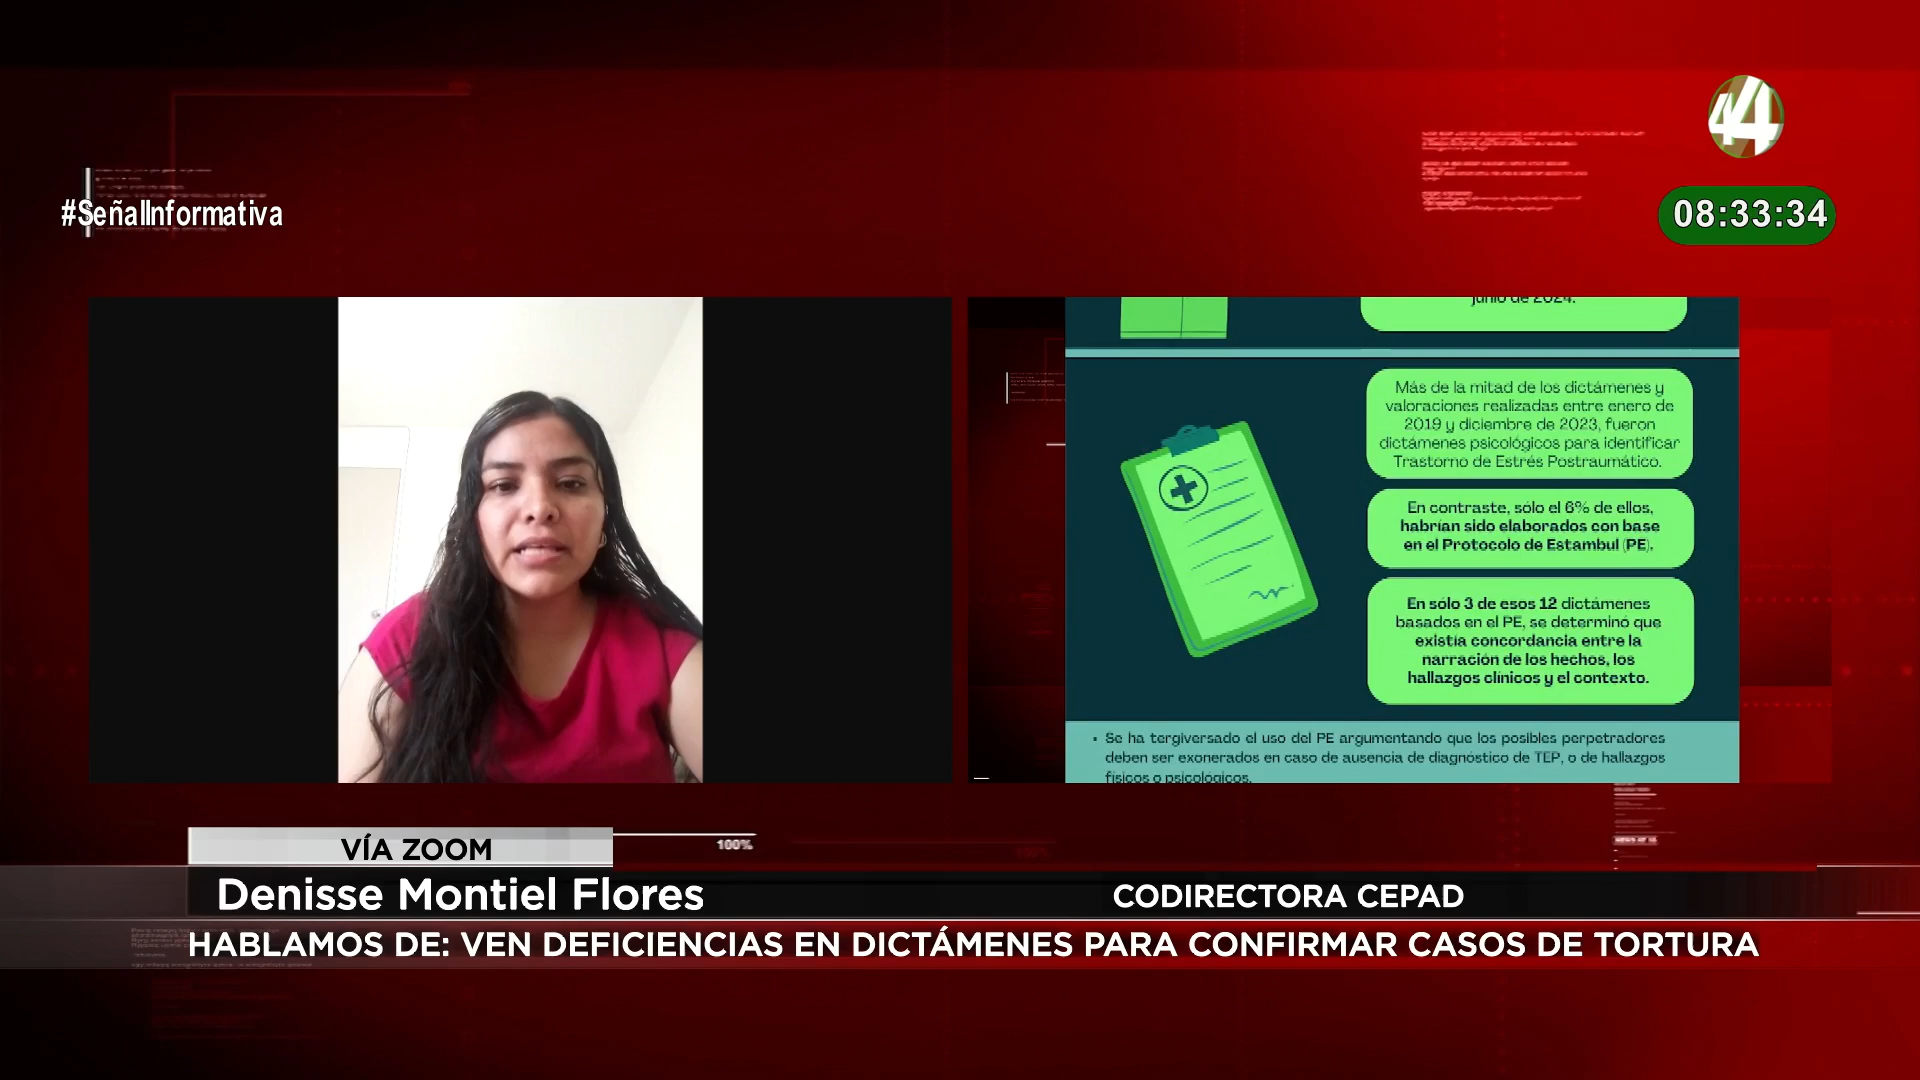 44
#SeñalInformativa
08:33:34
junio de 2024.
Más de la mitad de los dictámenes y
valoraciones realizadas entre enero de
2019 y diciembre de 2023, fueron
dictámenes psicológicos para identificar
Trastorno de Estrés Postraumático.
En contraste, sólo el 6% de ellos,
habrían sido elaborados con base
en el Protocolo de Estambul (PE).
En sólo 3 de esos 12 dictámenes
basados en el PE, se determinó que
existía concordancia entre la
narración de los hechos, los
hallazgos clínicos y el contexto.
• Se ha tergiversado el uso del PE argumentando que los posibles perpetradores
deben ser exonerados en caso de ausencia de diagnóstico de TEP, o de hallazgos
físicos o psicológicos.
VÍA ZOOM
100%
Denisse Montiel Flores
CODIRECTORA CEPAD
HABLAMOS DE: VEN DEFICIENCIAS EN DICTÁMENES PARA CONFIRMAR CASOS DE TORTURA